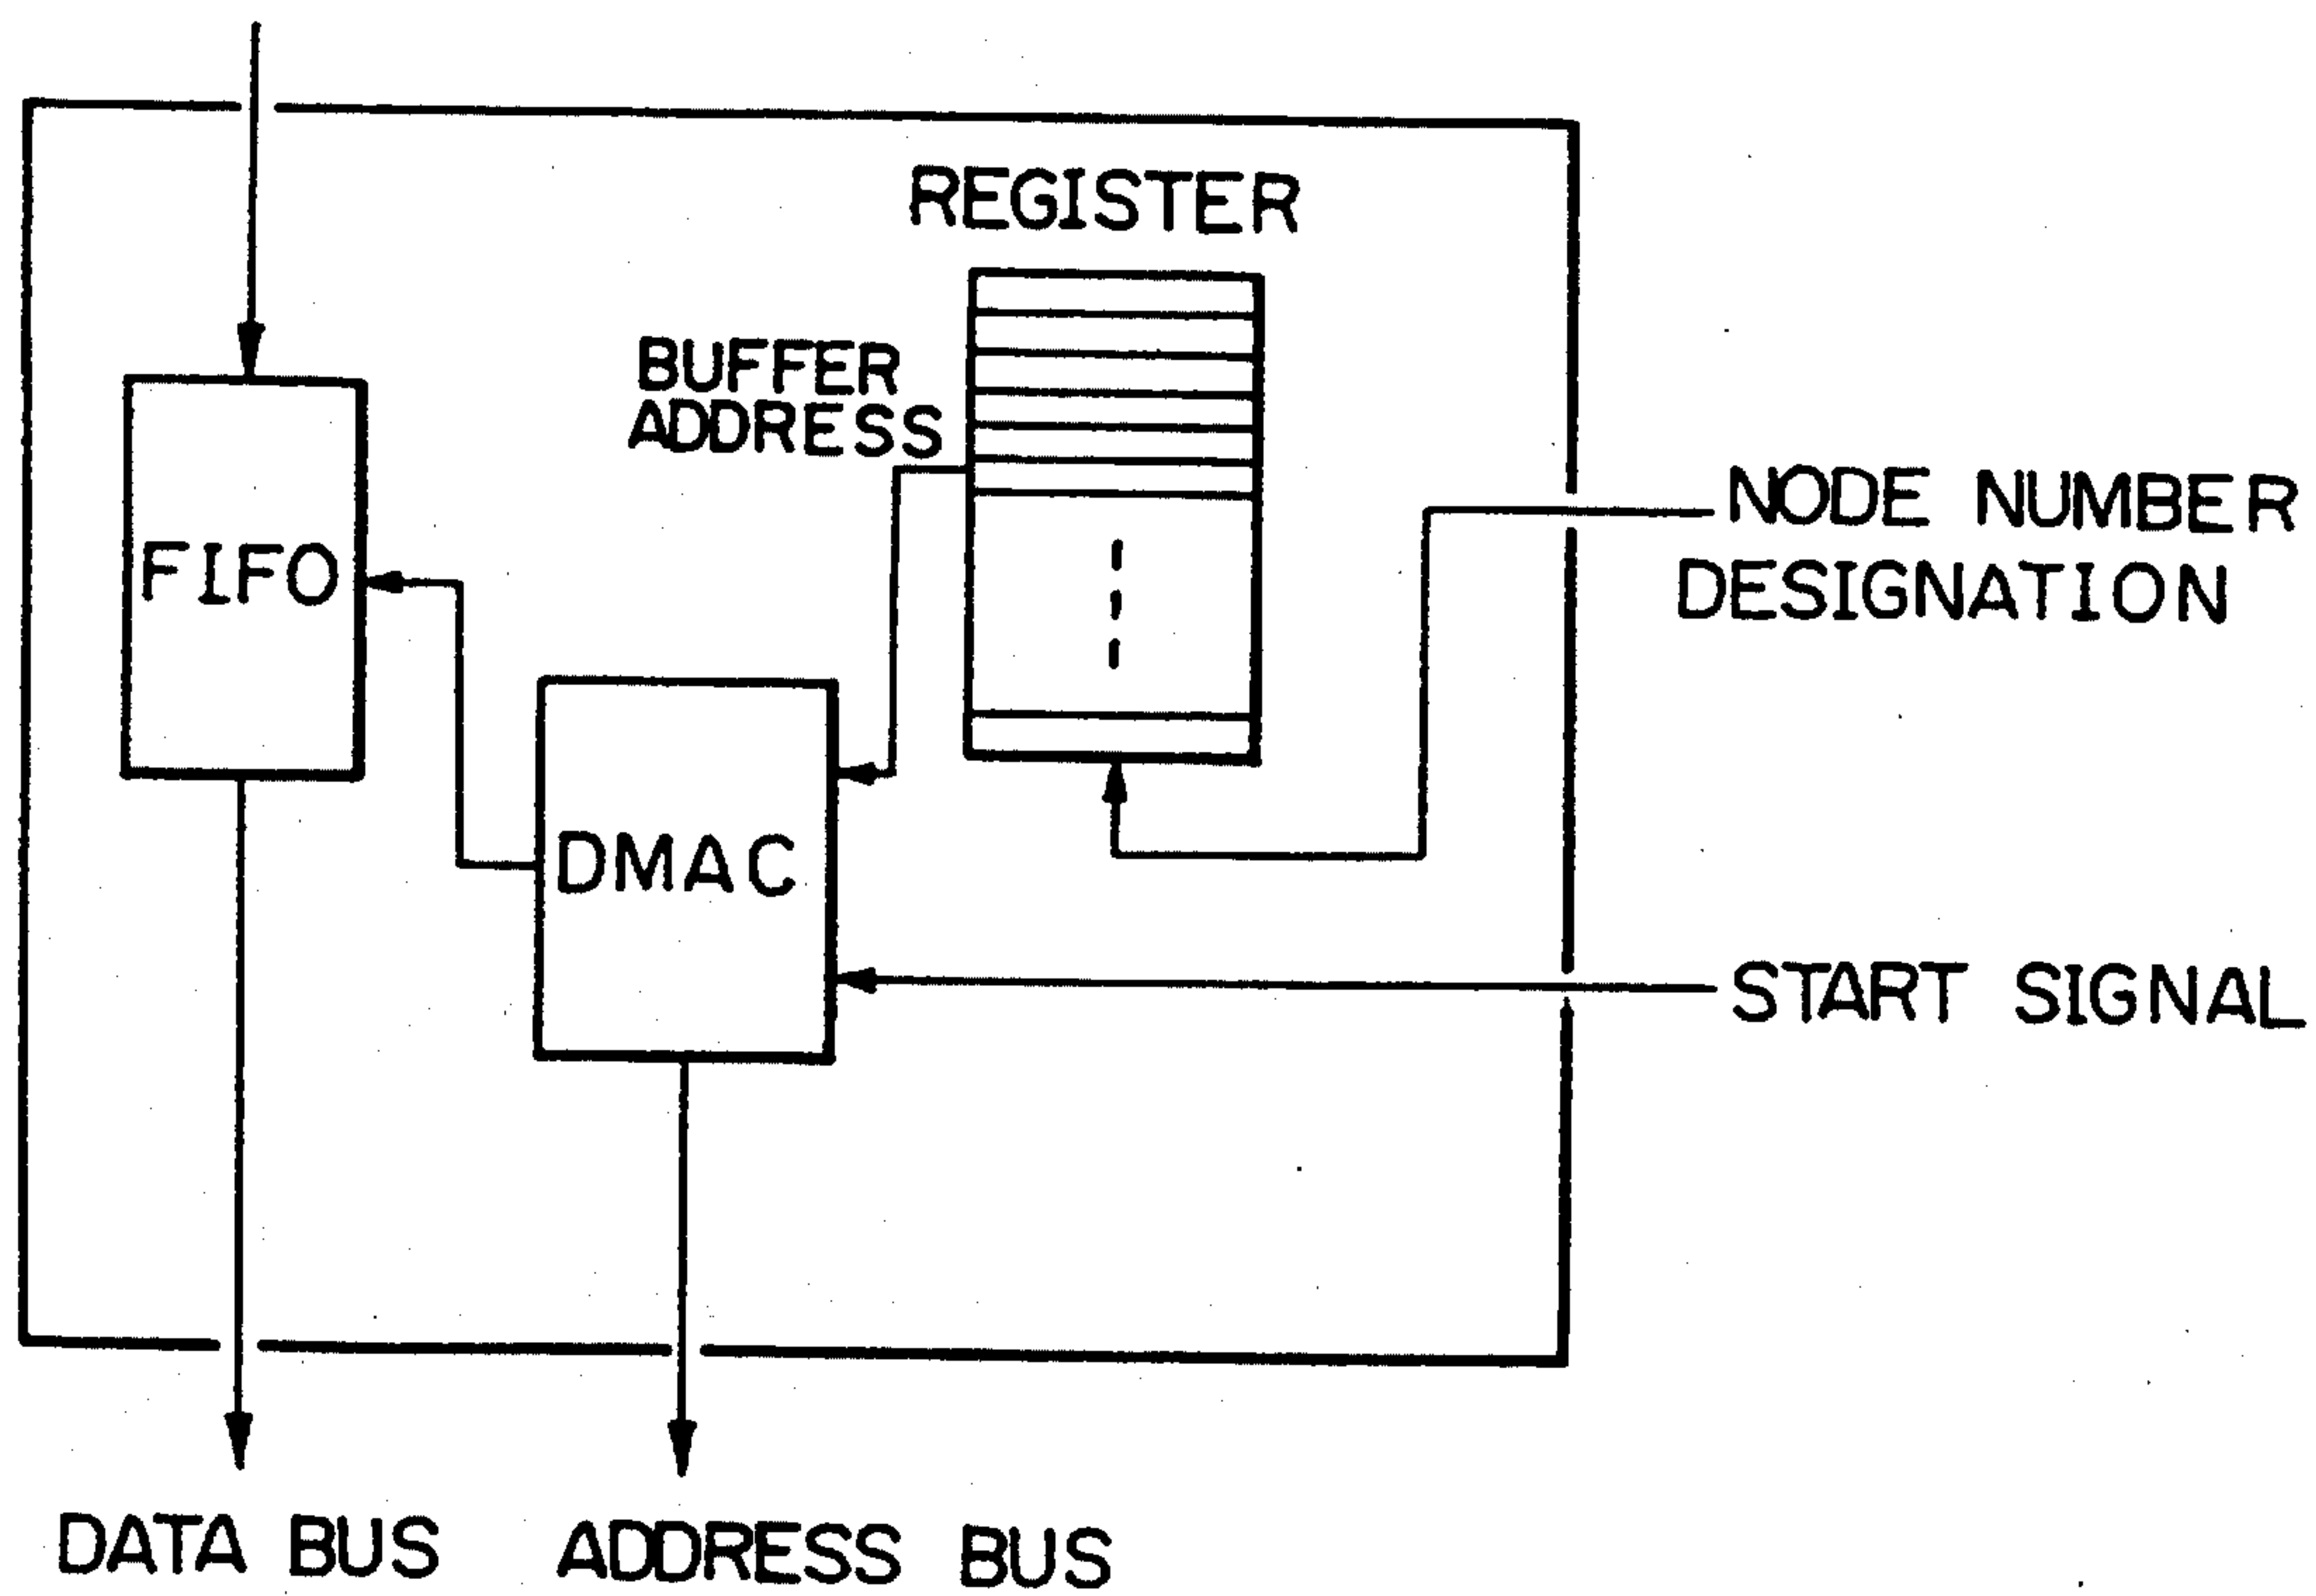 REGISTER
BUFFER
ADDRESS
FIFO
NODE NUMBER
DESIGNATION
DMAC
START SIGNAL
DATA BUS
ADDRESS BUS